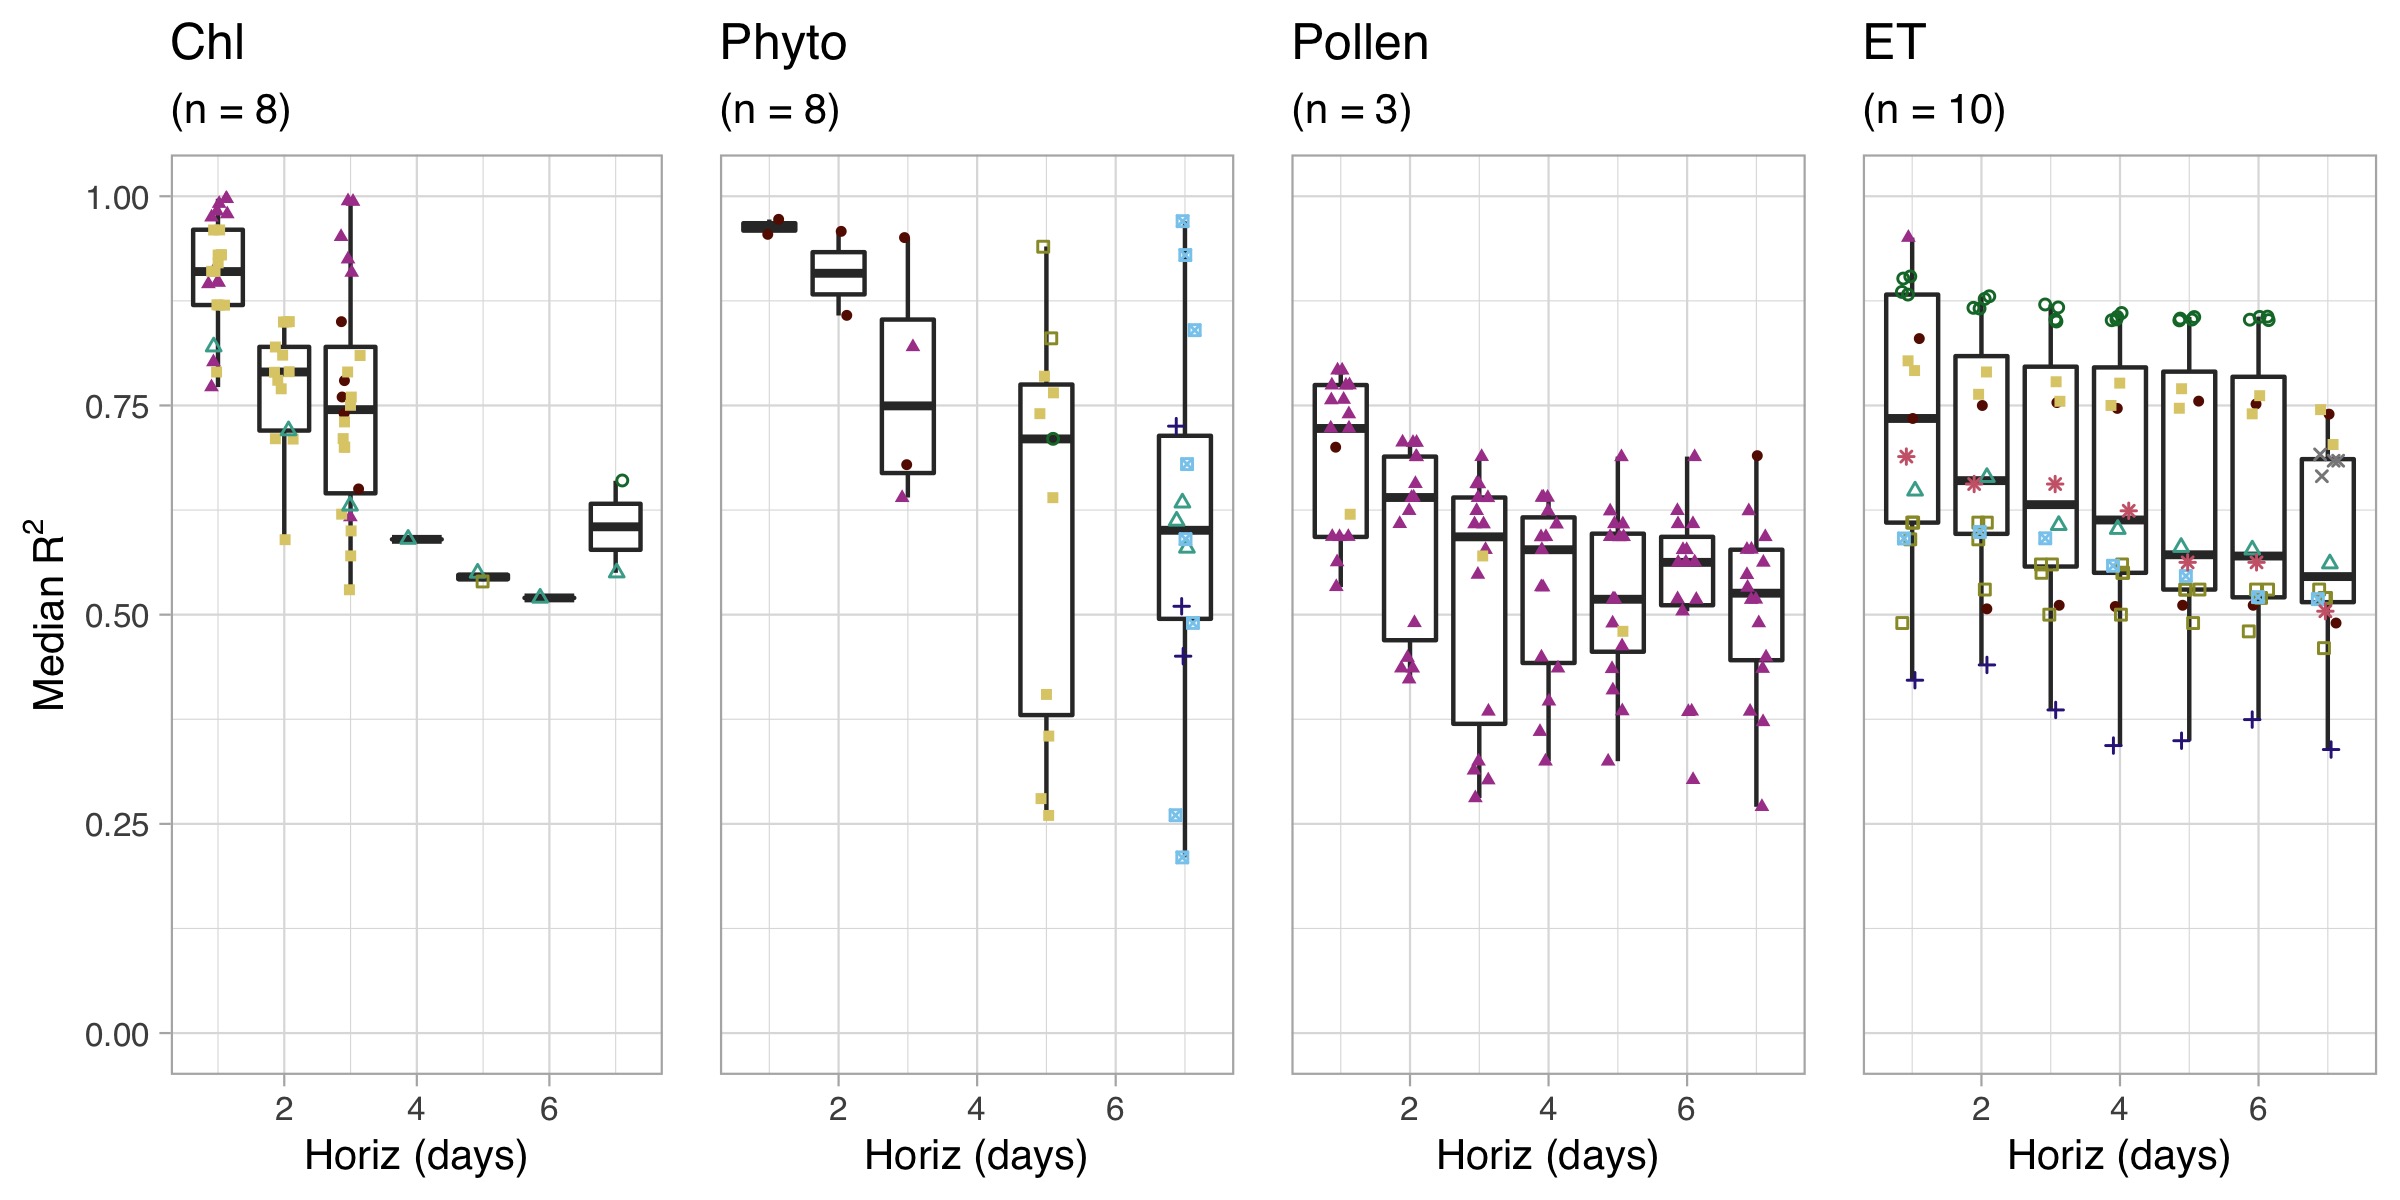 Chl
(n = 8)
Phyto
(n = 8)
Pollen
(n = 3)
ET
(n = 10)
Median R²
1.00
0.75
0.50
0.25
0.00
2 4 6
2 4 6
2 4 6
2 4 6
Horiz (days)
Horiz (days)
Horiz (days)
Horiz (days)